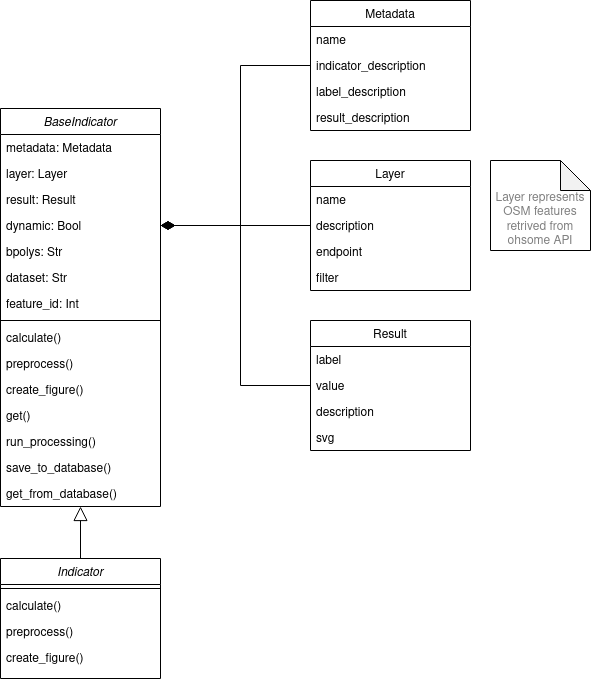 Metadata
name
indicator_description
label_description
result_description
BaseIndicator
metadata: Metadata
layer: Layer
result: Result
dynamic: Bool
bpolys: Str
dataset: Str
feature_id: Int
calculate()
preprocess()
create_figure()
get()
run_processing()
save_to_database()
get_from_database()
Layer
name
description
endpoint
filter
Layer represents
OSM features
retrived from
ohsome API
Result
label
value
description
svg
Indicator
calculate()
preprocess()
create_figure()